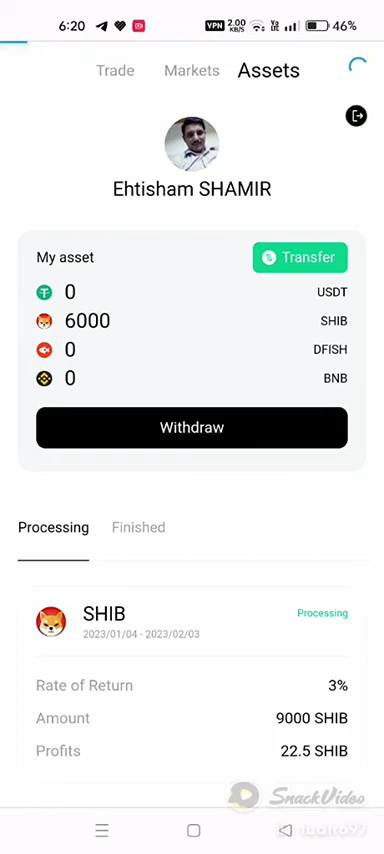 6:20 VPN 2.00 KB/S Vo LTE 46%
Trade Markets Assets
Ehtisham SHAMIR
My asset Transfer
0 USDT
6000 SHIB
0 DFISH
0 BNB
Withdraw
Processing Finished
SHIB Processing
2023/01/04 - 2023/02/03
Rate of Return 3%
Amount 9000 SHIB
Profits 22.5 SHIB
SnackVideo